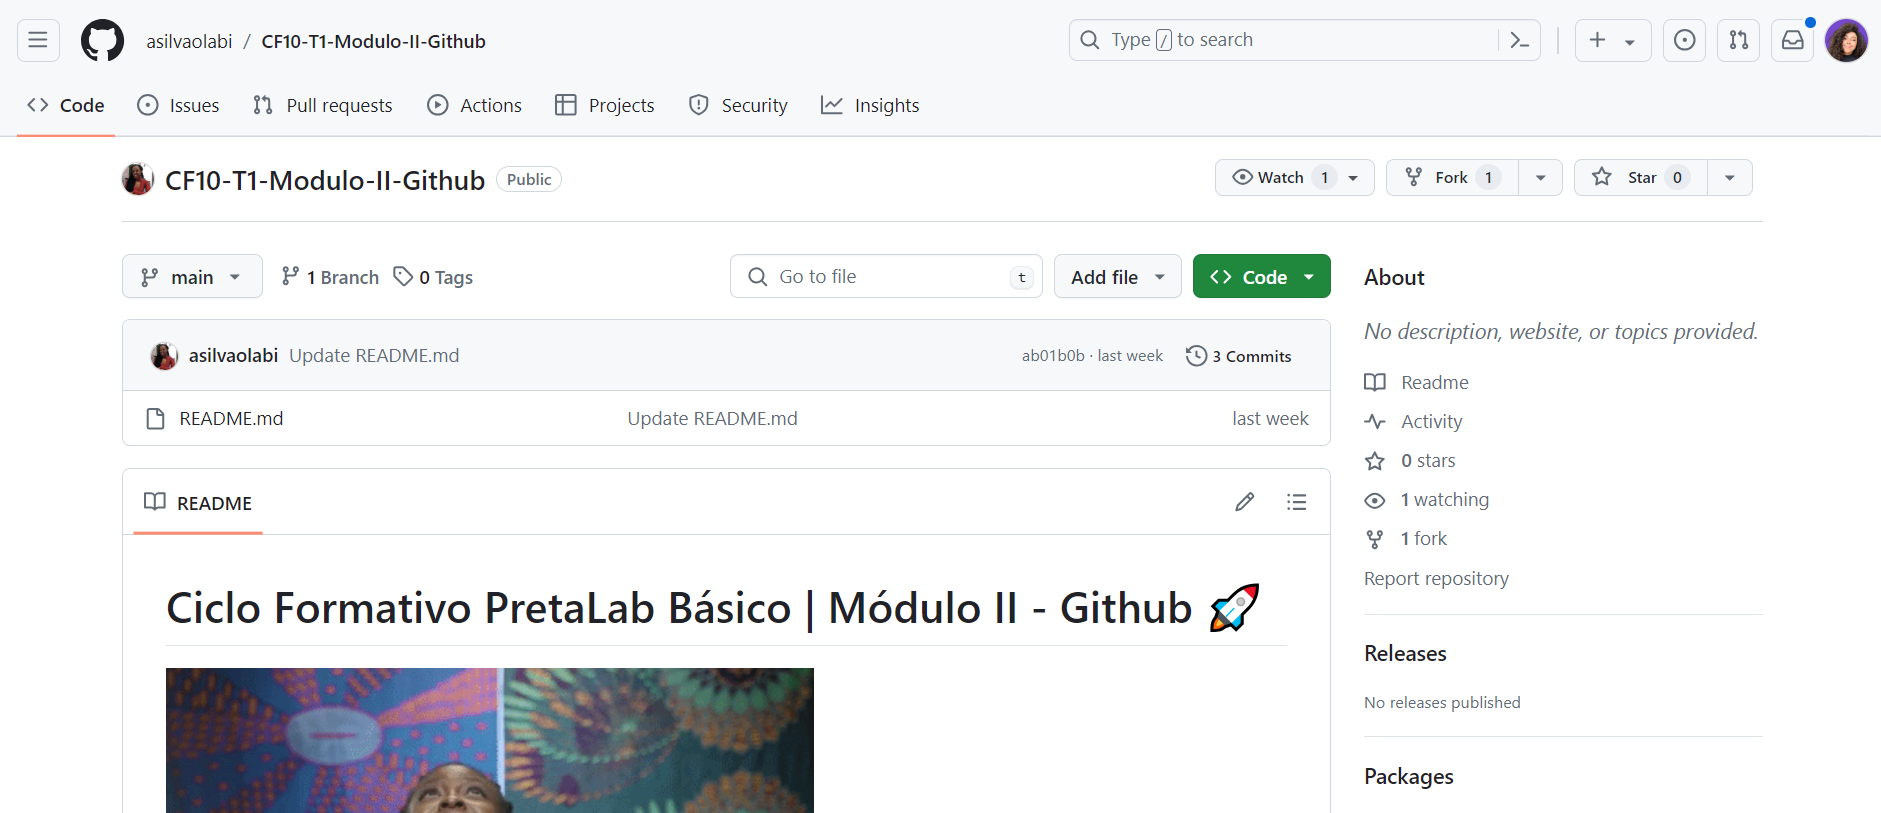 asilvaolabi / CF10-T1-Modulo-II-Github
Type / to search
Code Issues Pull requests Actions Projects Security Insights
CF10-T1-Modulo-II-Github Public
Watch 1 Fork 1 Star 0
main 1 Branch 0 Tags
Go to file t Add file Code
asilvaolabi Update README.md ab01b0b · last week 3 Commits
README.md Update README.md last week
README
Ciclo Formativo PretaLab Básico | Módulo II - Github 🚀
About
No description, website, or topics provided.
Readme
Activity
0 stars
1 watching
1 fork
Report repository
Releases
No releases published
Packages